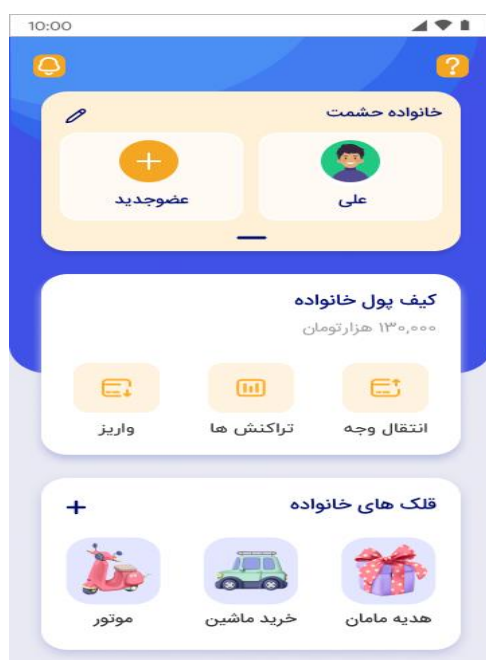 10:00
?
خانواده حشمت
علی
عضوجدید
کیف پول خانواده
۱۳۰,۰۰۰ هزارتومان
انتقال وجه
تراکنش ها
واریز
قلک های خانواده
هدیه مامان
خرید ماشین
موتور